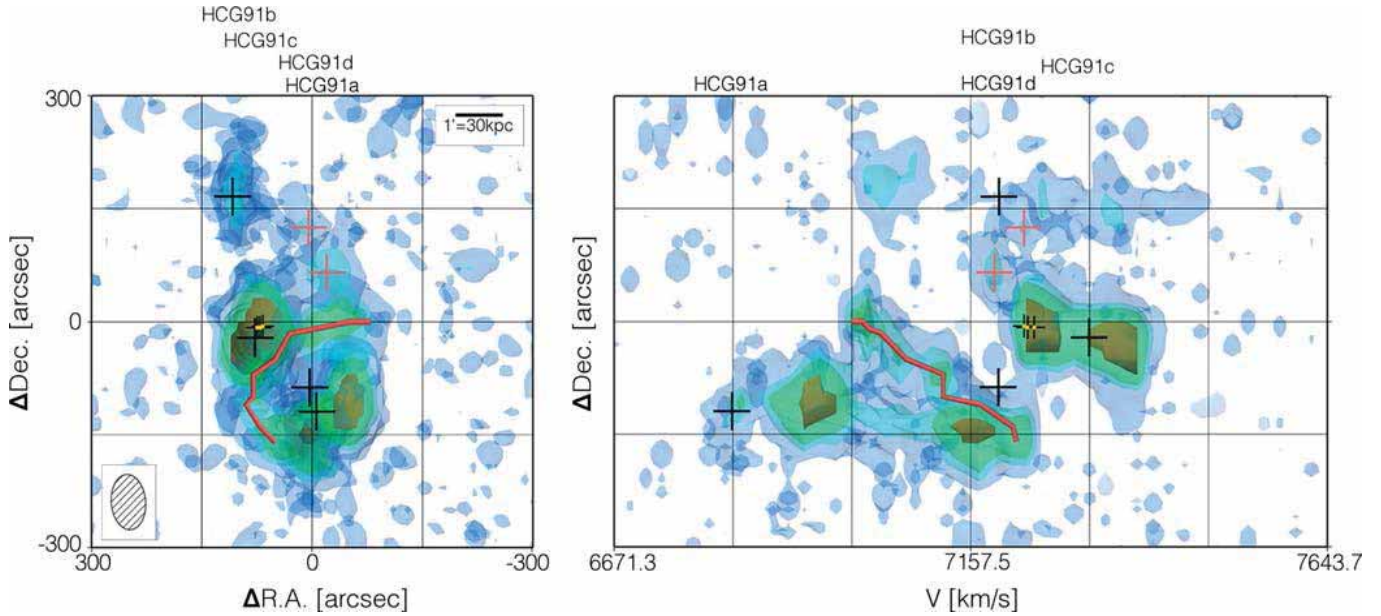 HCG91b
HCG91c
HCG91d
HCG91a
300
1'=30kpc
ΔDec. [arcsec]
0
-300
300
0
-300
ΔR.A. [arcsec]
HCG91b
HCG91c
HCG91a
HCG91d
ΔDec. [arcsec]
6671.3
7157.5
7643.7
V [km/s]